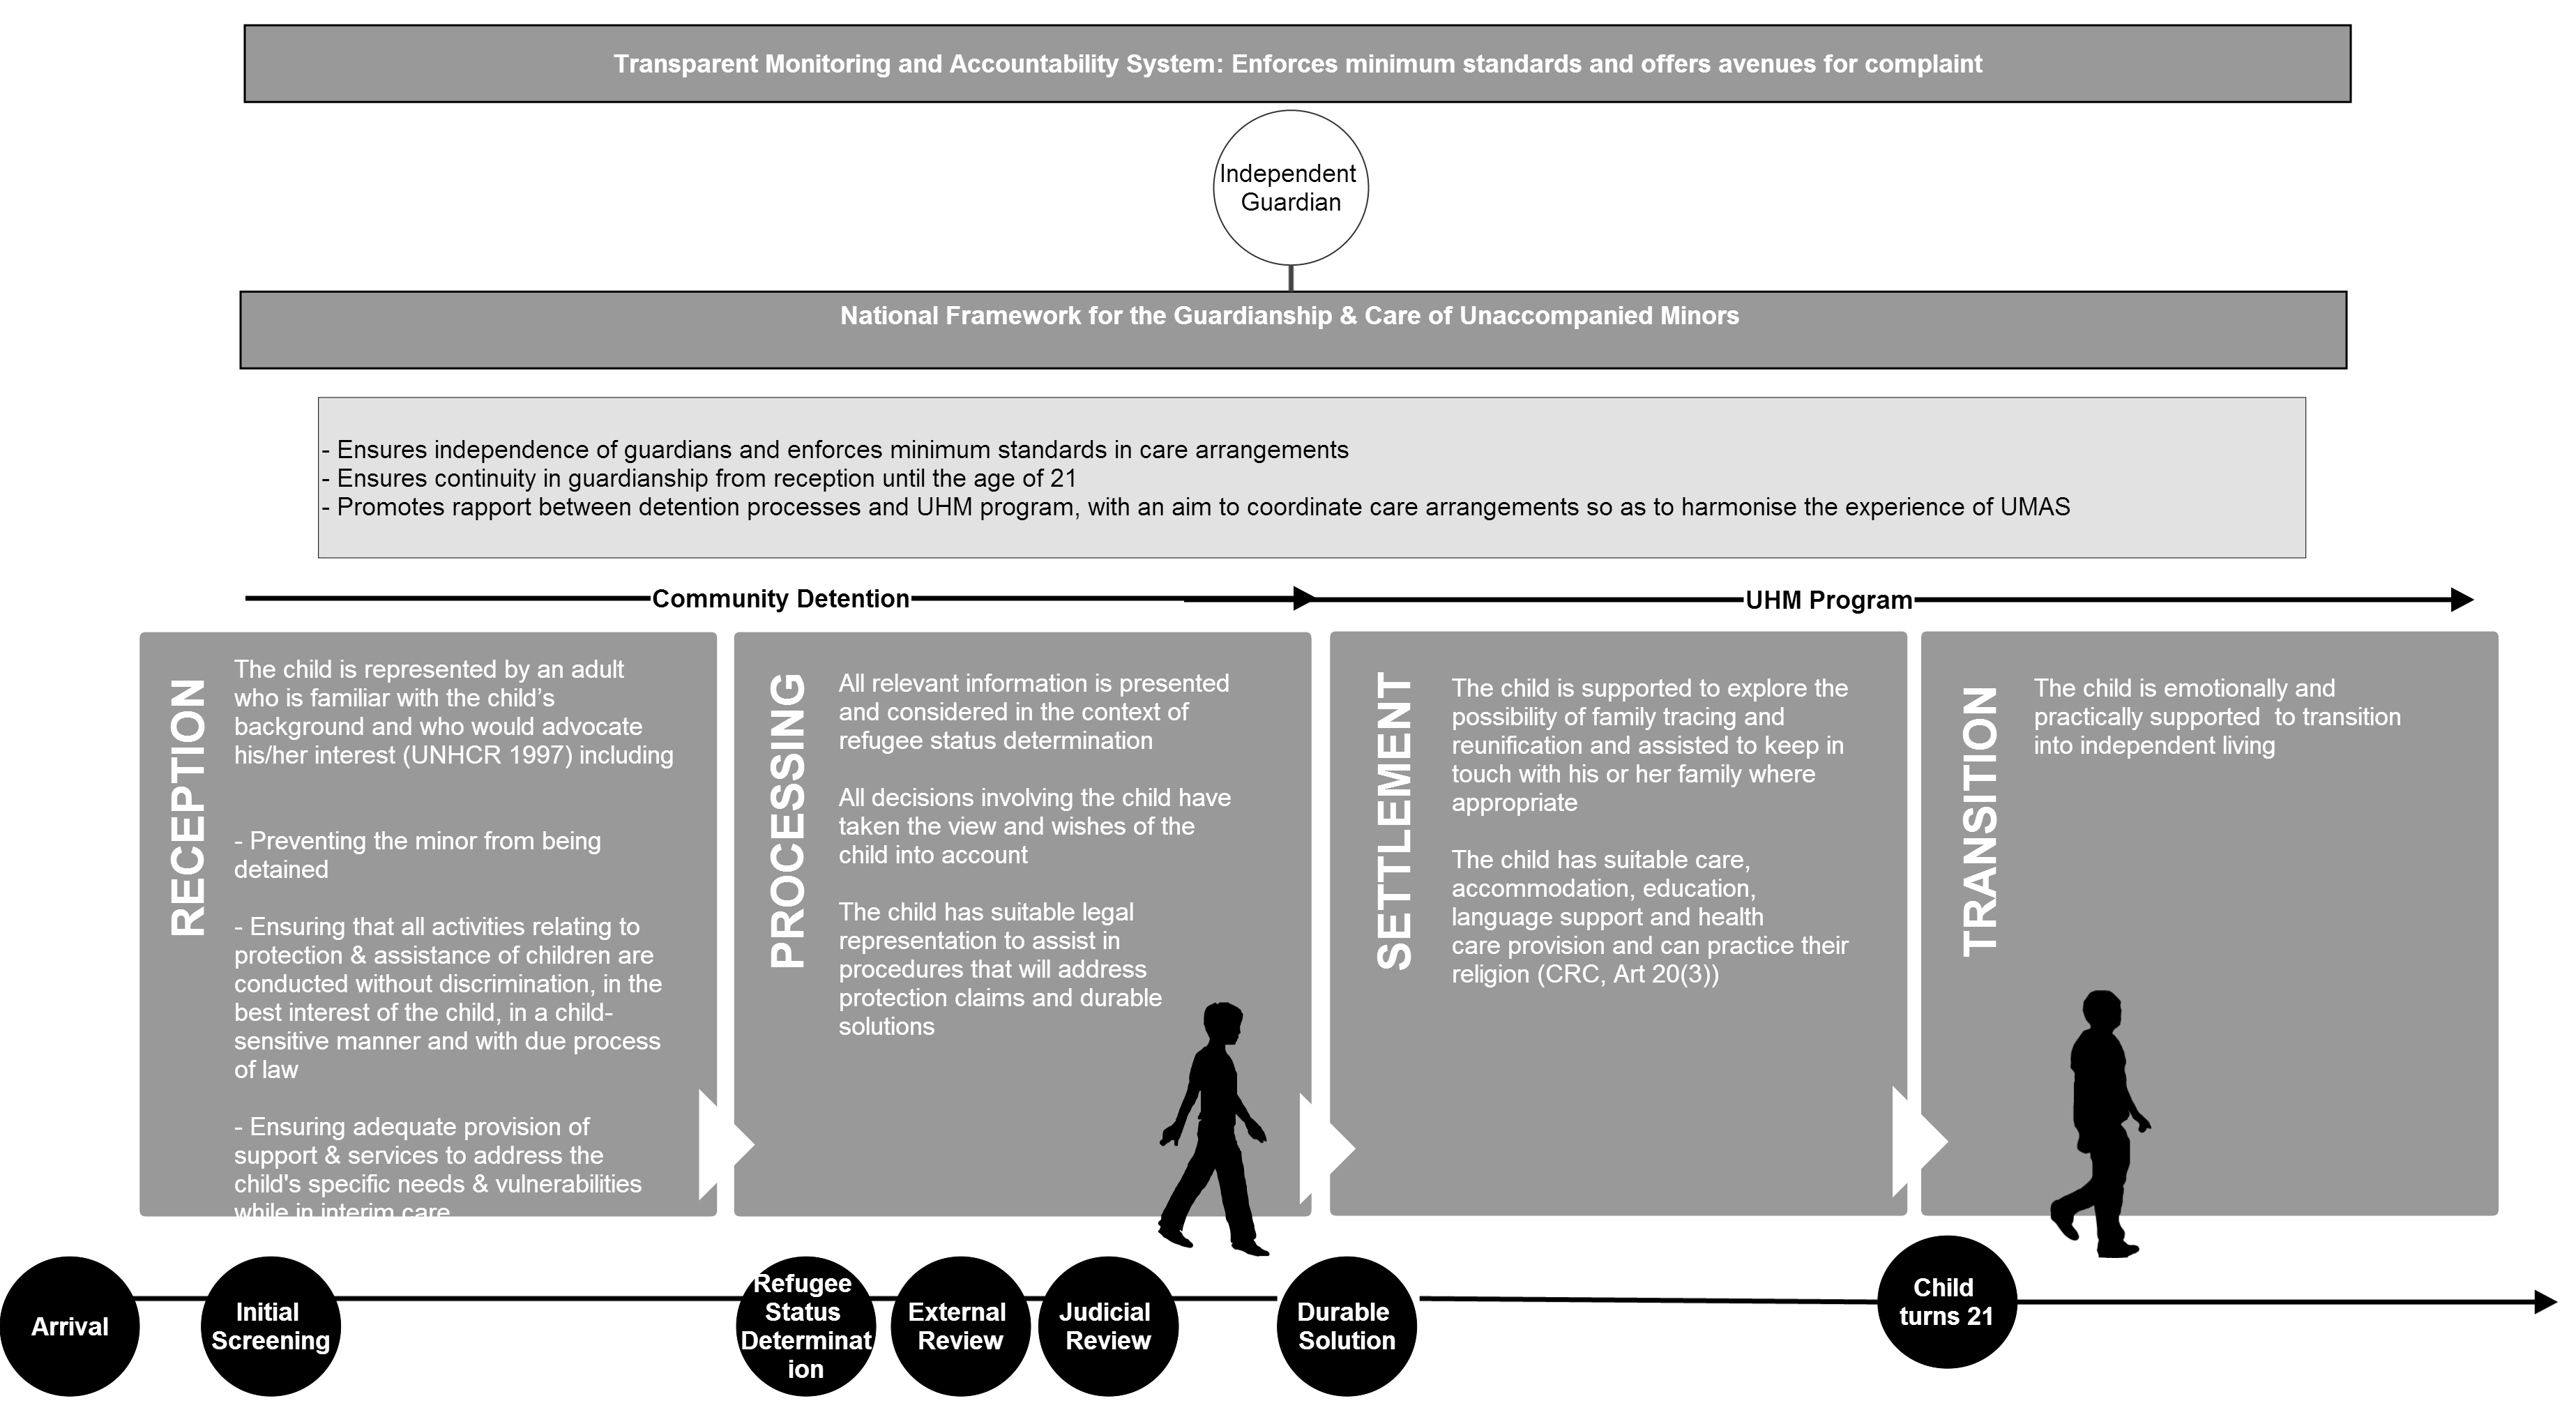 Transparent Monitoring and Accountability System: Enforces minimum standards and offers avenues for complaint
Independent
Guardian
National Framework for the Guardianship & Care of Unaccompanied Minors
- Ensures independence of guardians and enforces minimum standards in care arrangements
- Ensures continuity in guardianship from reception until the age of 21
- Promotes rapport between detention processes and UHM program, with an aim to coordinate care arrangements so as to harmonise the experience of UMAS
Community Detention
UHM Program
RECEPTION
The child is represented by an adult
who is familiar with the child’s
background and who would advocate
his/her interest (UNHCR 1997) including
- Preventing the minor from being
detained
- Ensuring that all activities relating to
protection & assistance of children are
conducted without discrimination, in the
best interest of the child, in a child-
sensitive manner and with due process
of law
- Ensuring adequate provision of
support & services to address the
child's specific needs & vulnerabilities
while in interim care
PROCESSING
All relevant information is presented
and considered in the context of
refugee status determination
All decisions involving the child have
taken the view and wishes of the
child into account
The child has suitable legal
representation to assist in
procedures that will address
protection claims and durable
solutions
SETTLEMENT
The child is supported to explore the
possibility of family tracing and
reunification and assisted to keep in
touch with his or her family where
appropriate
The child has suitable care,
accommodation, education,
language support and health
care provision and can practice their
religion (CRC, Art 20(3))
TRANSITION
The child is emotionally and
practically supported  to transition
into independent living
Arrival
Initial
Screening
Refugee
Status
Determinat
ion
External
Review
Judicial
Review
Durable
Solution
Child
turns 21